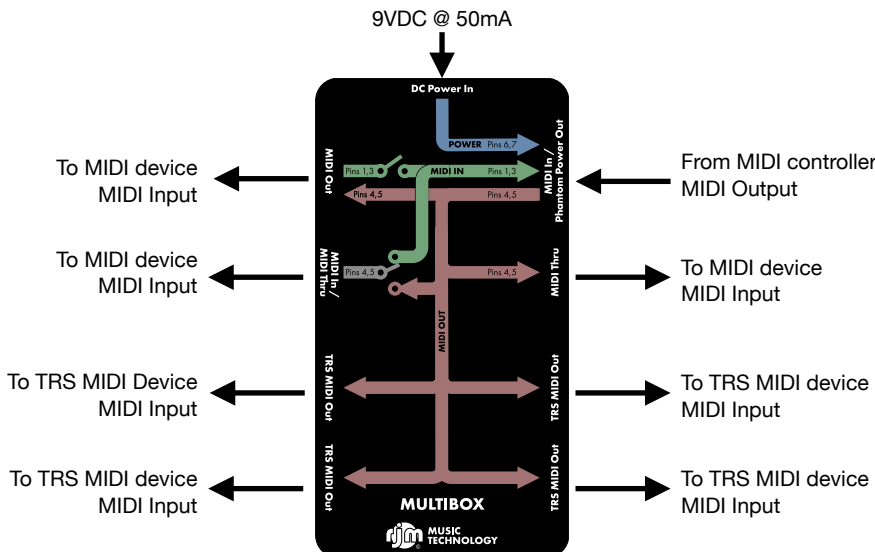 9VDC @ 50mA
DC Power In
POWER Pins 6,7
MIDI Out
Pins 1,3
MIDI IN
Pins 1,3
Pins 4,5
Pins 4,5
MIDI In /
Phantom Power Out
To MIDI device
MIDI Input
From MIDI controller
MIDI Output
MIDI In /
MIDI Thru
Pins 4,5
Pins 4,5
MIDI Thru
To MIDI device
MIDI Input
To MIDI device
MIDI Input
MIDI OUT
To TRS MIDI Device
MIDI Input
TRS MIDI Out
TRS MIDI Out
To TRS MIDI device
MIDI Input
To TRS MIDI device
MIDI Input
TRS MIDI Out
TRS MIDI Out
To TRS MIDI device
MIDI Input
MULTIBOX
rjm MUSIC
TECHNOLOGY